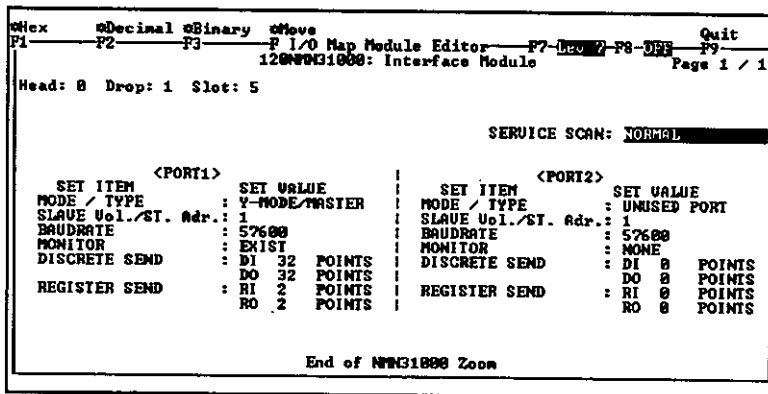 ¤Hex ¤Decimal ¤Binary ¤Move Quit
F1 F2 F3 F I/O Map Module Editor F7-Lev ?-F8-OFF F9
120NMN31000: Interface Module Page 1 / 1
Head: 0 Drop: 1 Slot: 5
SERVICE SCAN: NORMAL
<PORT1> <PORT2>
SET ITEM SET VALUE SET ITEM SET VALUE
MODE / TYPE : Y-MODE/MASTER MODE / TYPE : UNUSED PORT
SLAVE Vol./ST. Adr.: 1 SLAVE Vol./ST. Adr.: 1
BAUDRATE : 57600 BAUDRATE : 57600
MONITOR : EXIST MONITOR : NONE
DISCRETE SEND : DI 32 POINTS DISCRETE SEND : DI 0 POINTS
DO 32 POINTS DO 0 POINTS
REGISTER SEND : RI 2 POINTS REGISTER SEND : RI 0 POINTS
RO 2 POINTS RO 0 POINTS
End of NMN31000 Zoom